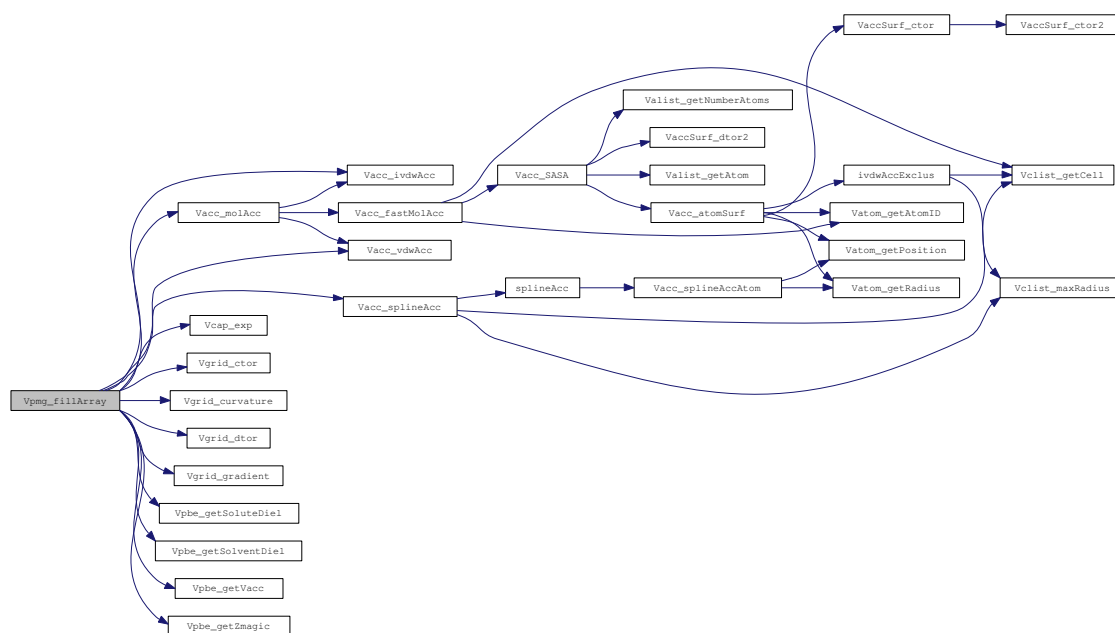 VaccSurf_ctor
VaccSurf_ctor2
Valist_getNumberAtoms
VaccSurf_dtor2
Vacc_ivdwAcc
Vacc_SASA
Valist_getAtom
ivdwAccExclus
Vclist_getCell
Vacc_molAcc
Vacc_fastMolAcc
Vacc_atomSurf
Vatom_getAtomID
Vacc_vdwAcc
Vatom_getPosition
splineAcc
Vacc_splineAccAtom
Vatom_getRadius
Vclist_maxRadius
Vacc_splineAcc
Vcap_exp
Vgrid_ctor
Vpmg_fillArray
Vgrid_curvature
Vgrid_dtor
Vgrid_gradient
Vpbe_getSoluteDiel
Vpbe_getSolventDiel
Vpbe_getVacc
Vpbe_getZmagic